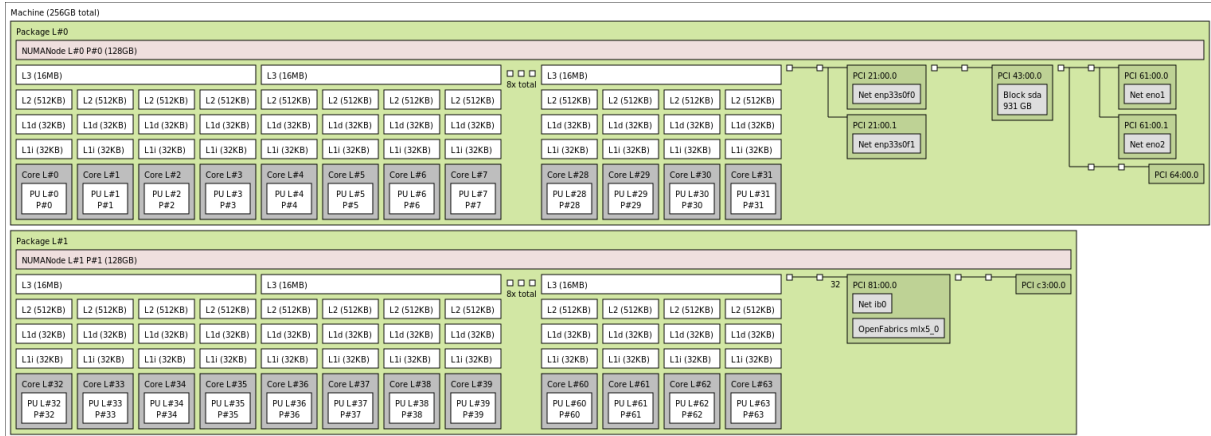 Machine (256GB total)
Package L#0
NUMANode L#0 P#0 (128GB)
L3 (16MB) L3 (16MB) 8x total L3 (16MB)
L2 (512KB) L2 (512KB) L2 (512KB) L2 (512KB) L2 (512KB) L2 (512KB) L2 (512KB) L2 (512KB) L2 (512KB) L2 (512KB) L2 (512KB) L2 (512KB)
L1d (32KB) L1d (32KB) L1d (32KB) L1d (32KB) L1d (32KB) L1d (32KB) L1d (32KB) L1d (32KB) L1d (32KB) L1d (32KB) L1d (32KB) L1d (32KB)
L1i (32KB) L1i (32KB) L1i (32KB) L1i (32KB) L1i (32KB) L1i (32KB) L1i (32KB) L1i (32KB) L1i (32KB) L1i (32KB) L1i (32KB) L1i (32KB)
Core L#0 Core L#1 Core L#2 Core L#3 Core L#4 Core L#5 Core L#6 Core L#7 Core L#28 Core L#29 Core L#30 Core L#31
PU L#0 PU L#1 PU L#2 PU L#3 PU L#4 PU L#5 PU L#6 PU L#7 PU L#28 PU L#29 PU L#30 PU L#31
P#0 P#1 P#2 P#3 P#4 P#5 P#6 P#7 P#28 P#29 P#30 P#31
PCI 21:00.0
Net enp33s0f0
PCI 21:00.1
Net enp33s0f1
PCI 43:00.0
Block sda
931 GB
PCI 61:00.0
Net eno1
PCI 61:00.1
Net eno2
PCI 64:00.0
Package L#1
NUMANode L#1 P#1 (128GB)
L3 (16MB) L3 (16MB) 8x total L3 (16MB)
L2 (512KB) L2 (512KB) L2 (512KB) L2 (512KB) L2 (512KB) L2 (512KB) L2 (512KB) L2 (512KB) L2 (512KB) L2 (512KB) L2 (512KB) L2 (512KB)
L1d (32KB) L1d (32KB) L1d (32KB) L1d (32KB) L1d (32KB) L1d (32KB) L1d (32KB) L1d (32KB) L1d (32KB) L1d (32KB) L1d (32KB) L1d (32KB)
L1i (32KB) L1i (32KB) L1i (32KB) L1i (32KB) L1i (32KB) L1i (32KB) L1i (32KB) L1i (32KB) L1i (32KB) L1i (32KB) L1i (32KB) L1i (32KB)
Core L#32 Core L#33 Core L#34 Core L#35 Core L#36 Core L#37 Core L#38 Core L#39 Core L#60 Core L#61 Core L#62 Core L#63
PU L#32 PU L#33 PU L#34 PU L#35 PU L#36 PU L#37 PU L#38 PU L#39 PU L#60 PU L#61 PU L#62 PU L#63
P#32 P#33 P#34 P#35 P#36 P#37 P#38 P#39 P#60 P#61 P#62 P#63
32 PCI 81:00.0
Net ib0
OpenFabrics mlx5_0
PCI c3:00.0